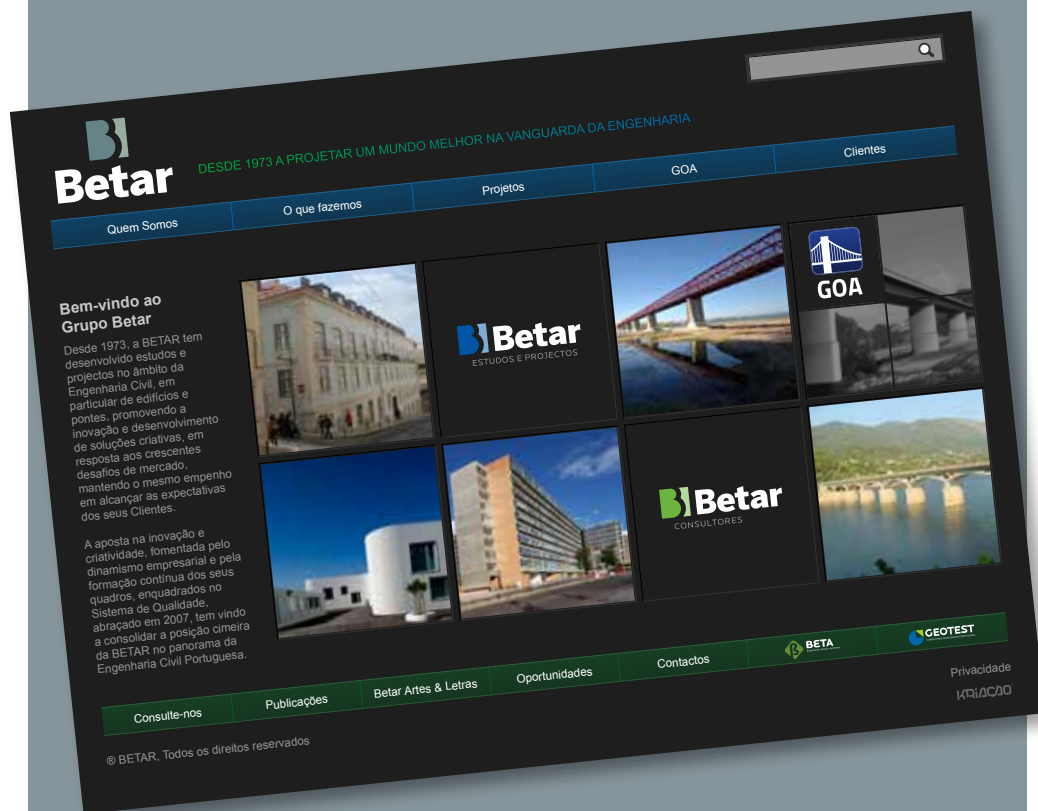 Betar
DESDE 1973 A PROJETAR UM MUNDO MELHOR NA VANGUARDA DA ENGENHARIA
Quem Somos
O que fazemos
Projetos
GOA
Clientes
Bem-vindo ao
Grupo Betar
Desde 1973, a BETAR tem
desenvolvido estudos e
projectos no âmbito da
Engenharia Civil, em
particular de edifícios e
pontes, promovendo a
inovação e desenvolvimento
de soluções criativas, em
resposta aos crescentes
desafios de mercado,
mantendo o mesmo empenho
em alcançar as expectativas
dos seus Clientes.
A aposta na inovação e
criatividade, fomentada pelo
dinamismo empresarial e pela
formação contínua dos seus
quadros, enquadrados no
Sistema de Qualidade,
abraçado em 2007, tem vindo
a consolidar a posição cimeira
da BETAR no panorama da
Engenharia Civil Portuguesa.
Betar
ESTUDOS E PROJECTOS
GOA
Betar
CONSULTORES
Consulte-nos
Publicações
Betar Artes & Letras
Oportunidades
Contactos
BETA
GEOTEST
Privacidade
KRIAÇÃO
® BETAR, Todos os direitos reservados